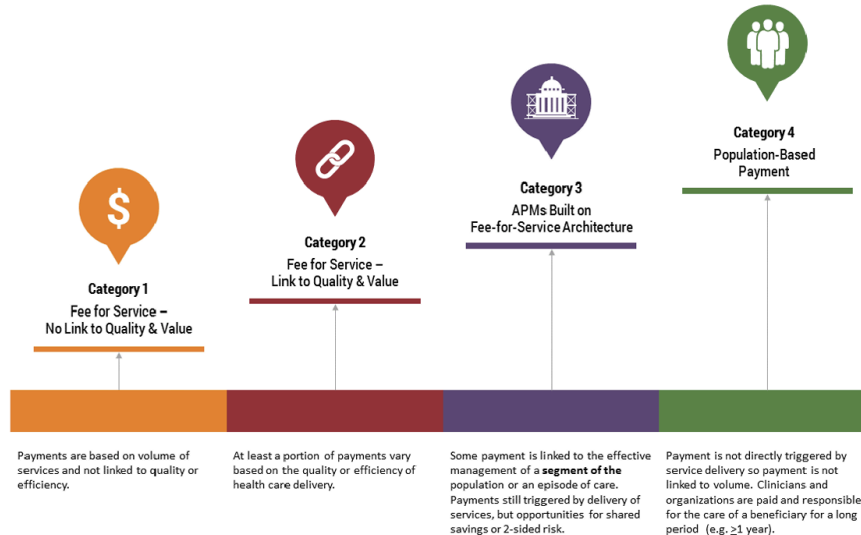 $
Category 1
Fee for Service –
No Link to Quality & Value
Category 2
Fee for Service –
Link to Quality & Value
Category 3
APMs Built on
Fee-for-Service Architecture
Category 4
Population-Based
Payment
Payments are based on volume of
services and not linked to quality or
efficiency.
At least a portion of payments vary
based on the quality or efficiency of
health care delivery.
Some payment is linked to the effective
management of a segment of the
population or an episode of care.
Payments still triggered by delivery of
services, but opportunities for shared
savings or 2-sided risk.
Payment is not directly triggered by
service delivery so payment is not
linked to volume. Clinicians and
organizations are paid and responsible
for the care of a beneficiary for a long
period (e.g. ≥1 year).